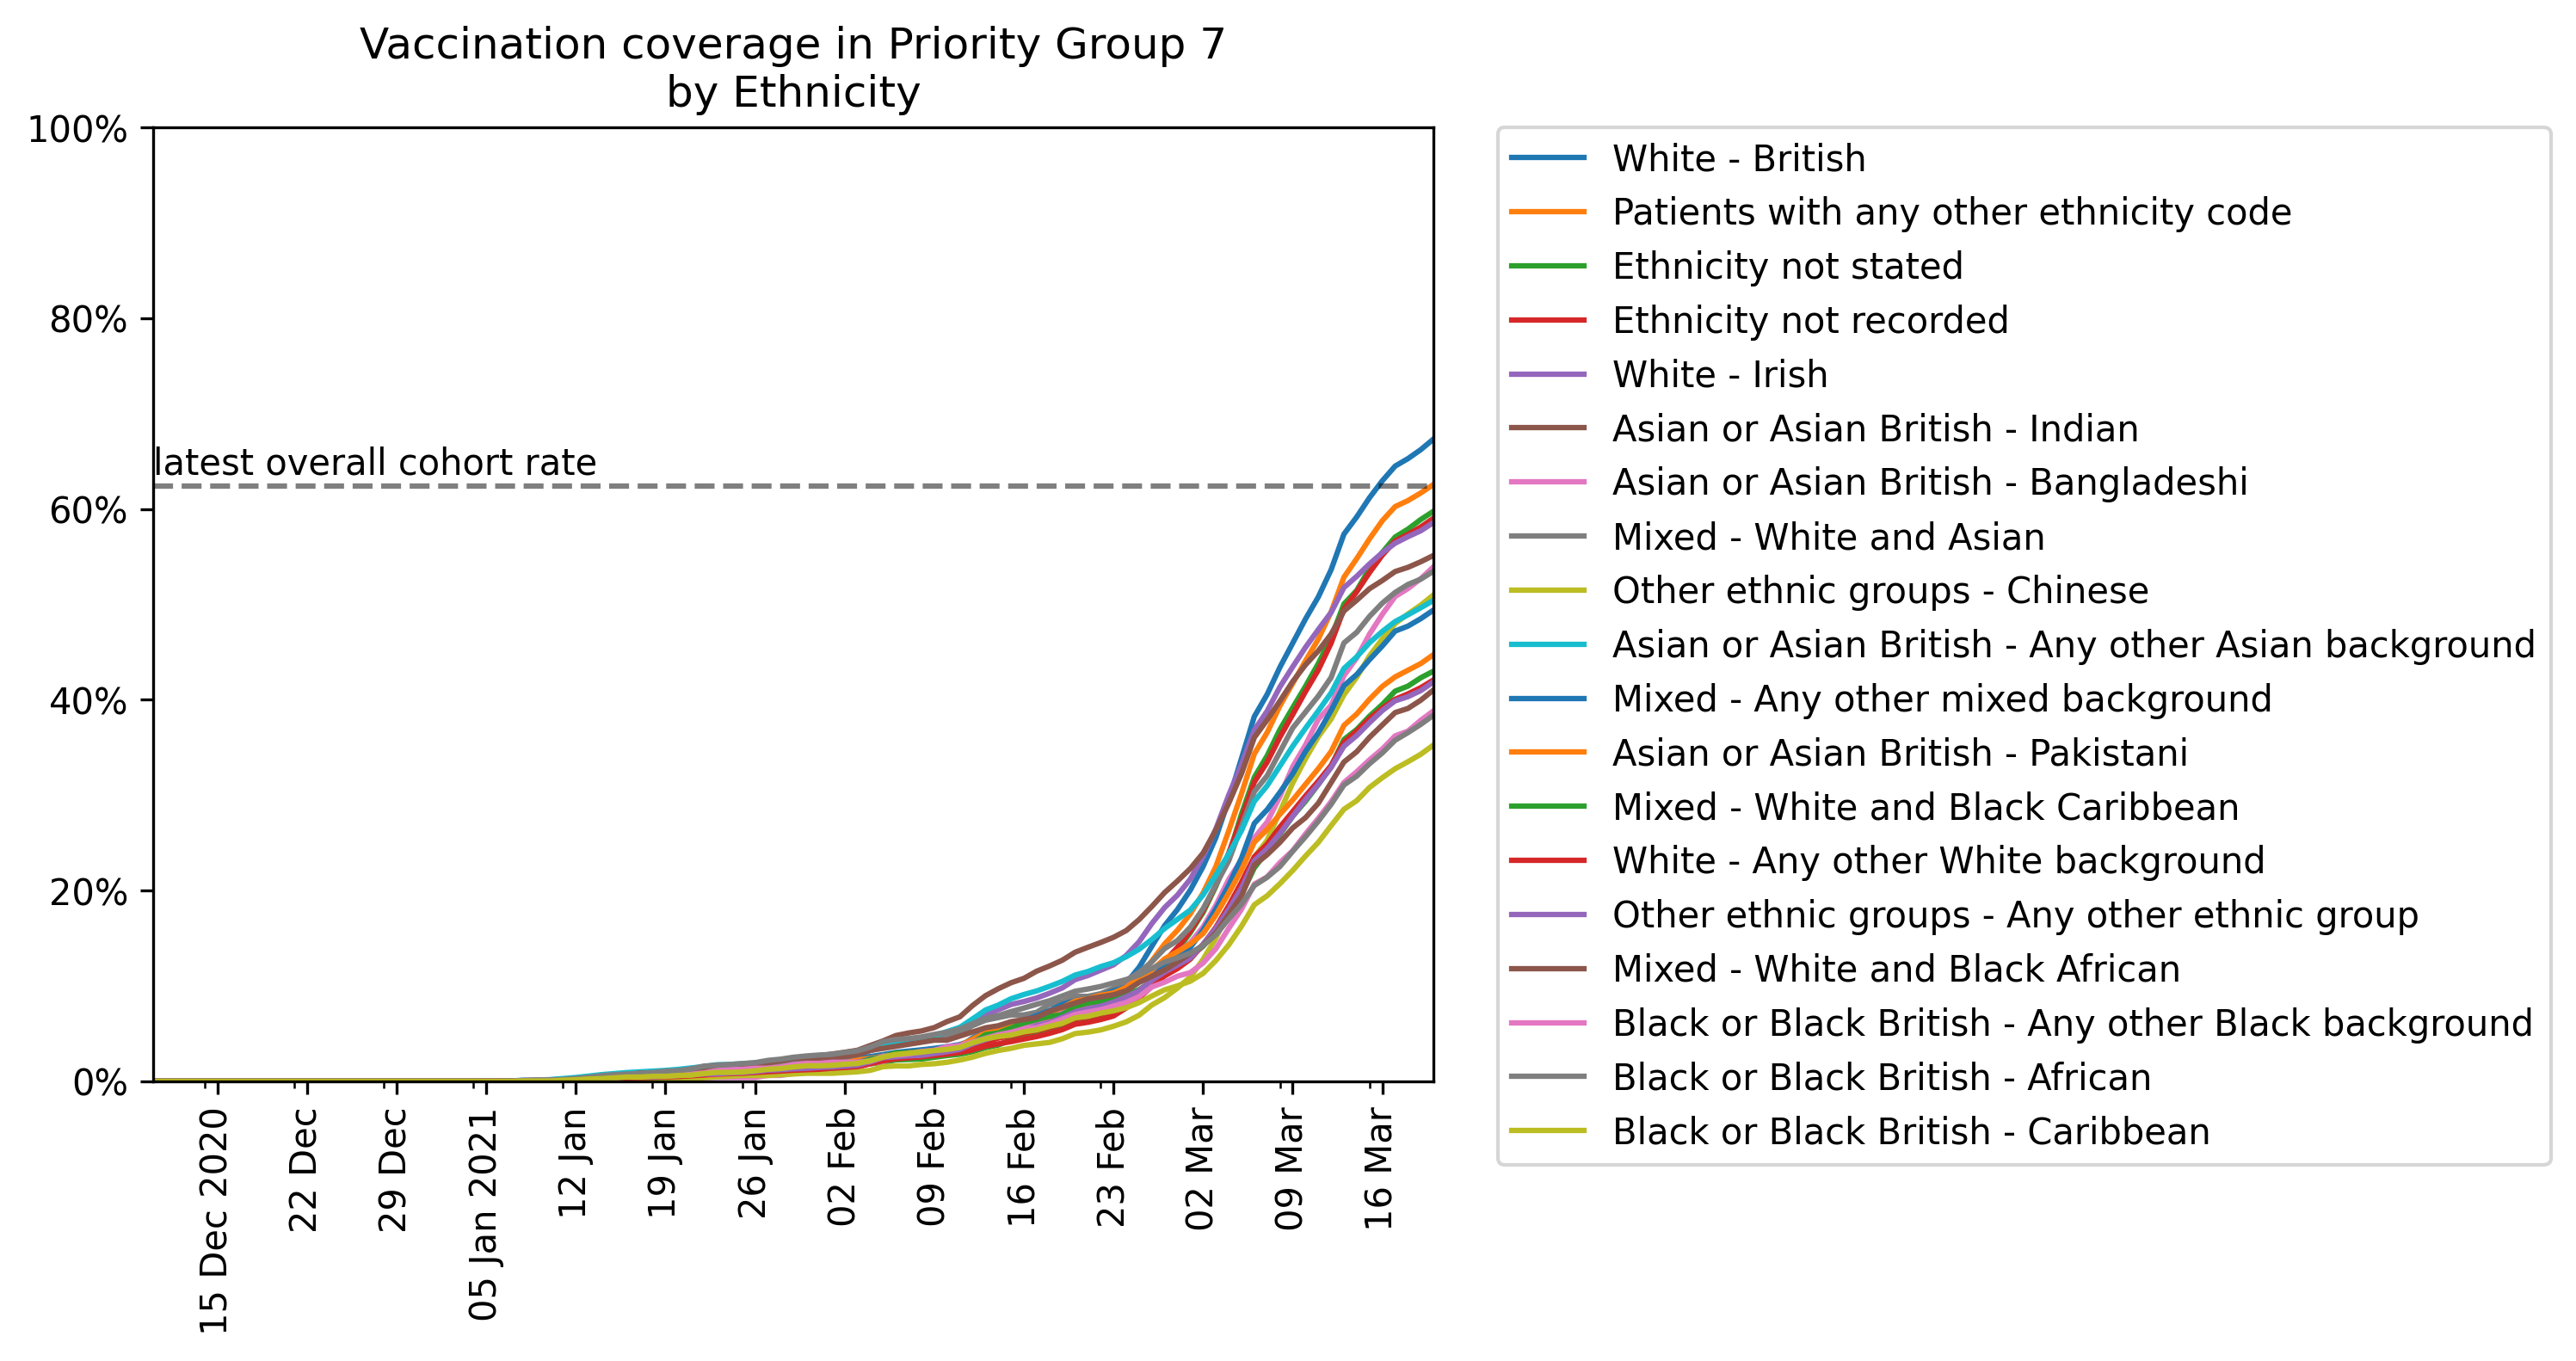 Vaccination coverage in Priority Group 7
by Ethnicity
100%
80%
60%
40%
20%
0%
latest overall cohort rate
15 Dec 2020
22 Dec
29 Dec
05 Jan 2021
12 Jan
19 Jan
26 Jan
02 Feb
09 Feb
16 Feb
23 Feb
02 Mar
09 Mar
16 Mar
White - British
Patients with any other ethnicity code
Ethnicity not stated
Ethnicity not recorded
White - Irish
Asian or Asian British - Indian
Asian or Asian British - Bangladeshi
Mixed - White and Asian
Other ethnic groups - Chinese
Asian or Asian British - Any other Asian background
Mixed - Any other mixed background
Asian or Asian British - Pakistani
Mixed - White and Black Caribbean
White - Any other White background
Other ethnic groups - Any other ethnic group
Mixed - White and Black African
Black or Black British - Any other Black background
Black or Black British - African
Black or Black British - Caribbean